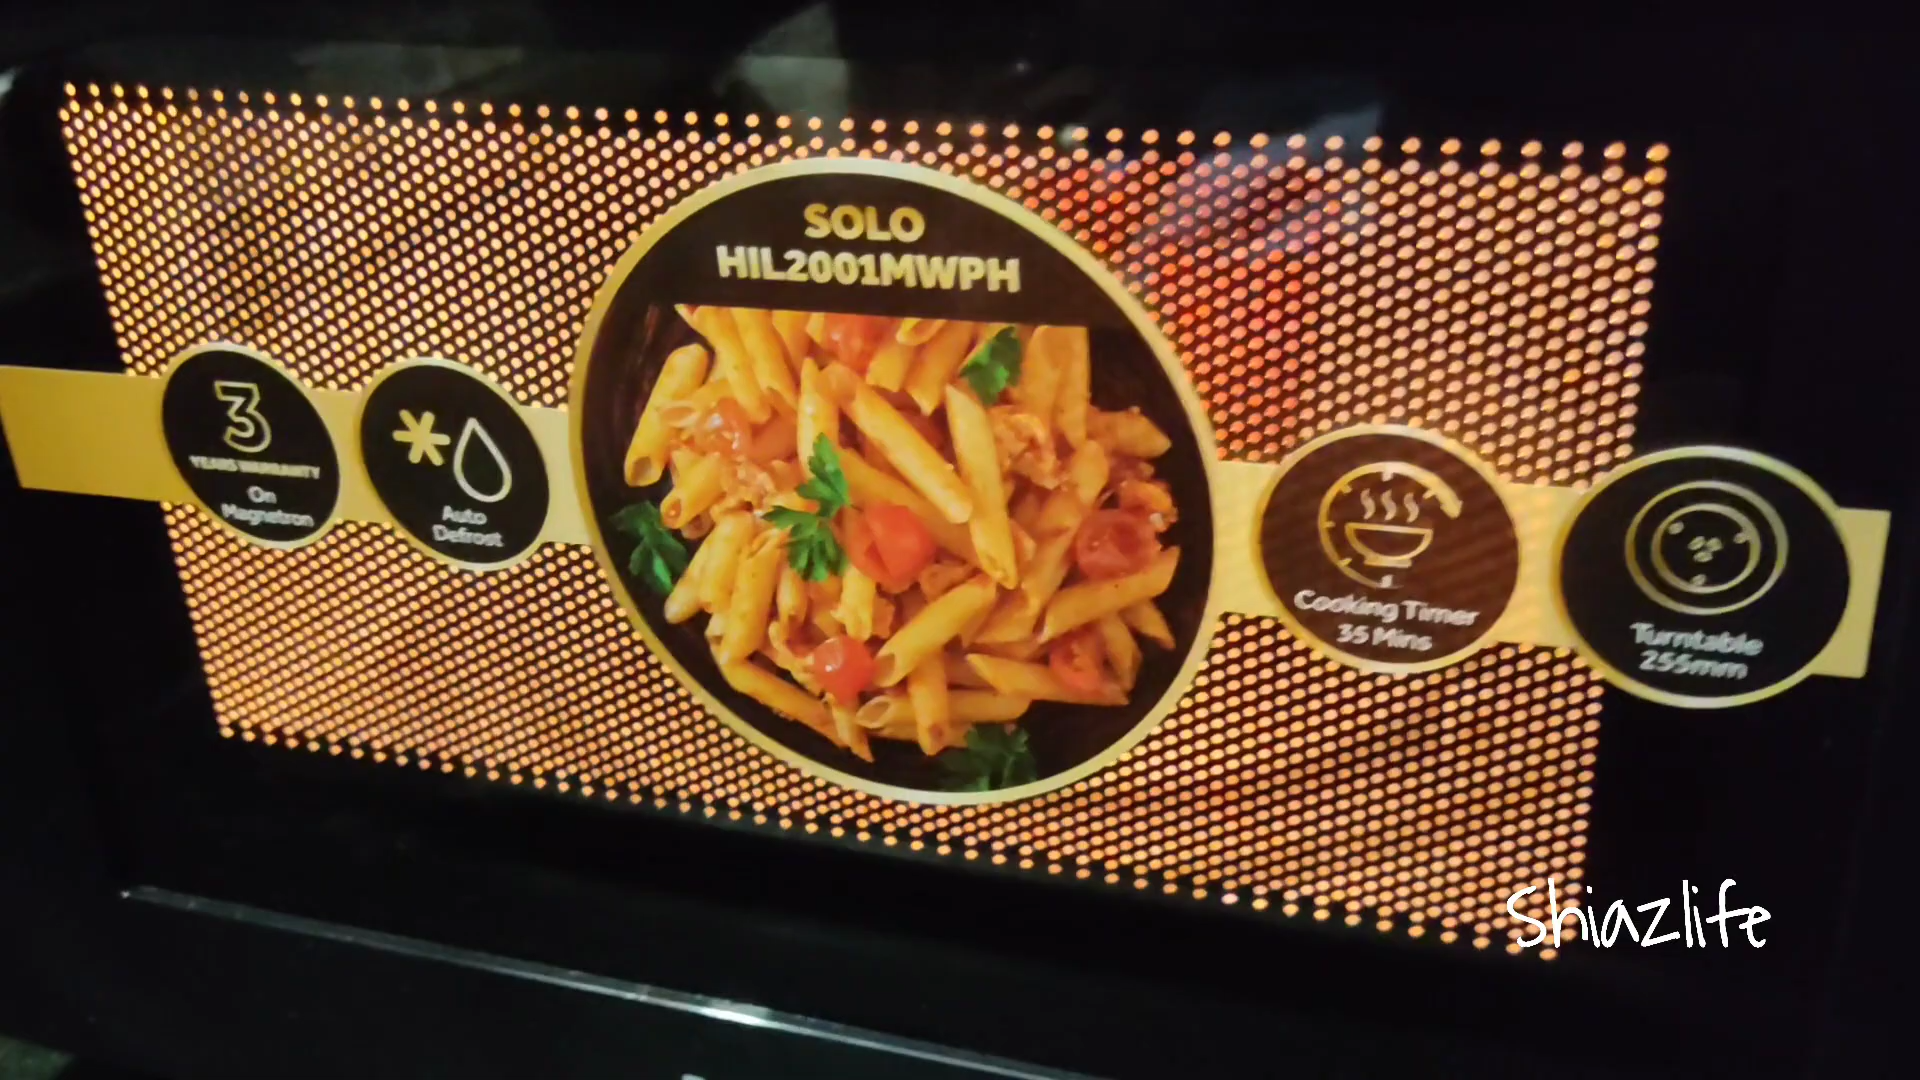 SOLO
HIL2001MWPH
3
YEARS WARRANTY
On
Magnetron
Auto
Defrost
Cooking Timer
35 Mins
Turntable
255mm
Shiazlife